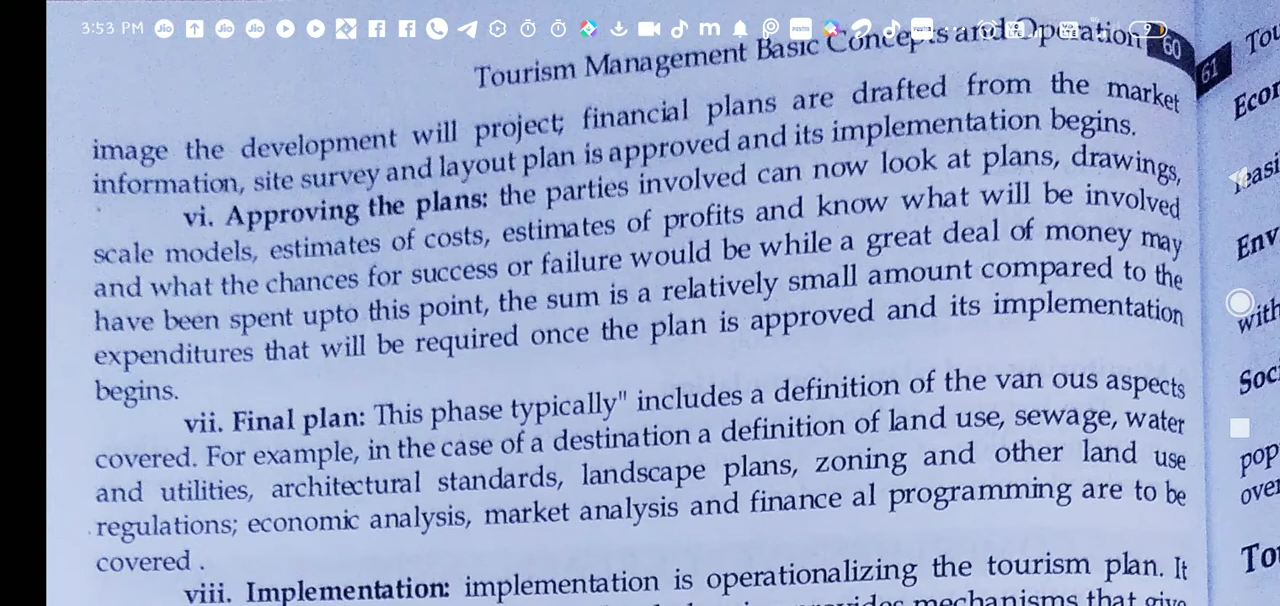 3:53 PM
Tourism Management Basic Concepts and Operation 60
image the development will project; financial plans are drafted from the market
information, site survey and layout plan is approved and its implementation begins.
vi. Approving the plans: the parties involved can now look at plans, drawings,
scale models, estimates of costs, estimates of profits and know what will be involved
and what the chances for success or failure would be while a great deal of money may
have been spent upto this point, the sum is a relatively small amount compared to the
expenditures that will be required once the plan is approved and its implementation
begins.
vii. Final plan: This phase typically" includes a definition of the van ous aspects
covered. For example, in the case of a destination a definition of land use, sewage, water
and utilities, architectural standards, landscape plans, zoning and other land use
regulations; economic analysis, market analysis and finance al programming are to be
covered .
viii. Implementation: implementation is operationalizing the tourism plan. It
mechanisms that give
61
Tou
Econ
easi
Env
with
Soc
pop
over
To